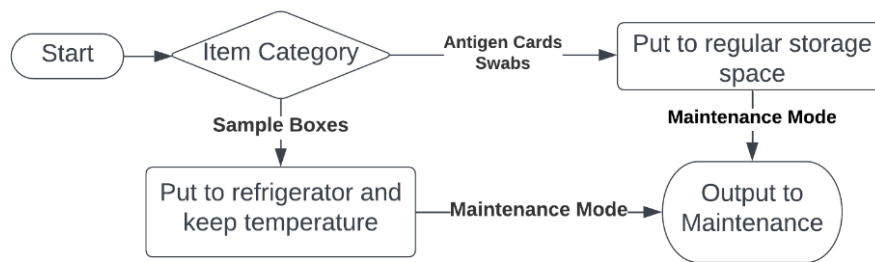 Start
Item Category
Antigen Cards
Swabs
Put to regular storage
space
Sample Boxes
Maintenance Mode
Put to refrigerator and
keep temperature
Maintenance Mode
Output to
Maintenance